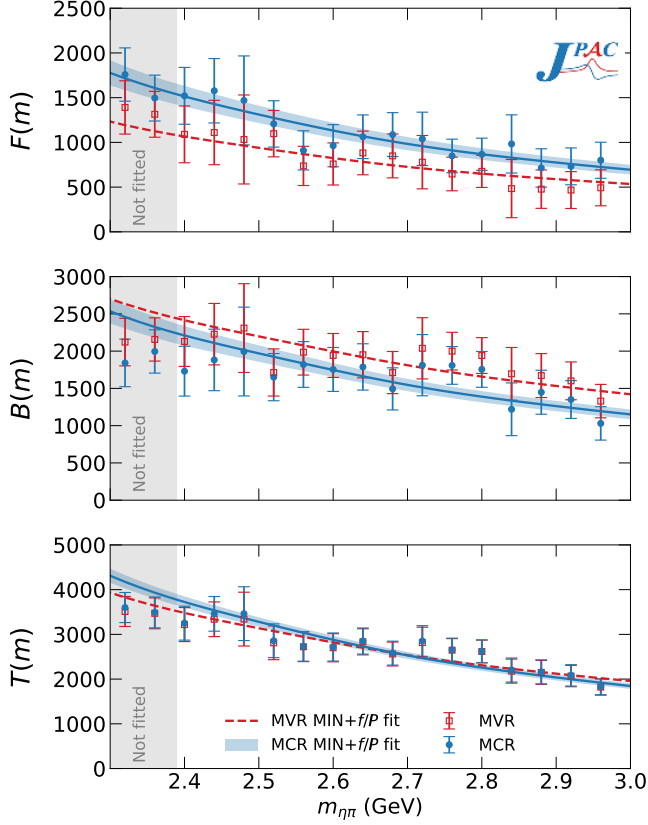 2500
2000
1500
1000
500
0
F(m)
Not fitted
JPAC
3000
2500
2000
1500
1000
500
0
B(m)
Not fitted
5000
4000
3000
2000
1000
0
T(m)
Not fitted
MVR MIN+f/P fit
MCR MIN+f/P fit
MVR
MCR
2.4 2.5 2.6 2.7 2.8 2.9 3.0
mηπ (GeV)